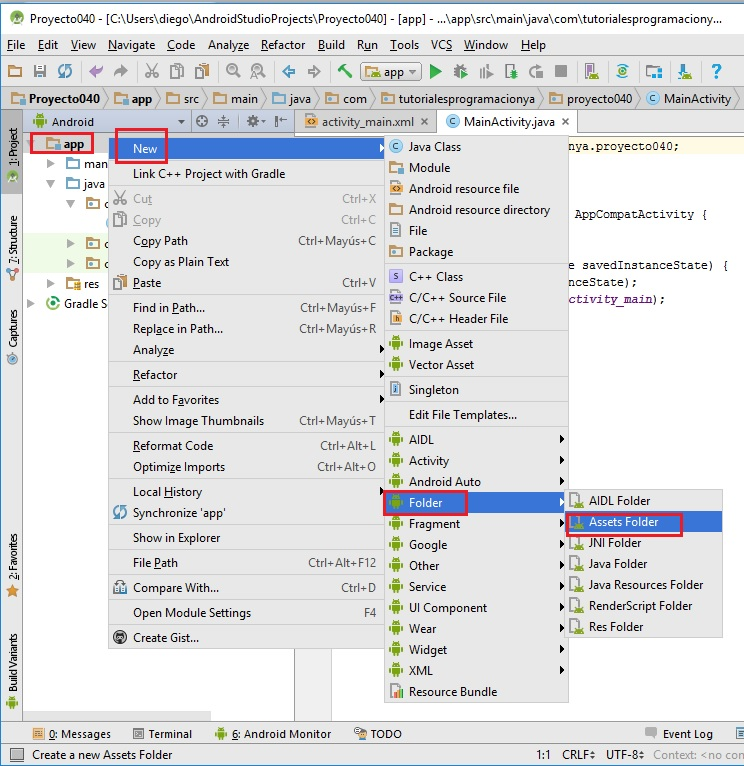 Proyecto040 - [C:\Users\diego\AndroidStudioProjects\Proyecto040] - [app] - ...\app\src\main\java\com\tutorialesprogramaciony...
File Edit View Navigate Code Analyze Refactor Build Run Tools VCS Window Help
app
Proyecto040 app src main java com tutorialesprogramacionya proyecto040 MainActivity
Android
activity_main.xml
MainActivity.java
1: Project
7: Structure
Captures
2: Favorites
Build Variants
app
man
java
c
c
c
res
Gradle S
New
Link C++ Project with Gradle
Cut Ctrl+X
Copy Ctrl+C
Copy Path Ctrl+Mayús+C
Copy as Plain Text
Paste Ctrl+V
Find in Path... Ctrl+Mayús+F
Replace in Path... Ctrl+Mayús+R
Analyze
Refactor
Add to Favorites
Show Image Thumbnails Ctrl+Mayús+T
Reformat Code Ctrl+Alt+L
Optimize Imports Ctrl+Alt+O
Local History
Synchronize 'app'
Show in Explorer
File Path Ctrl+Alt+F12
Compare With... Ctrl+D
Open Module Settings F4
Create Gist...
Java Class
Module
Android resource file
Android resource directory
File
Package
C++ Class
C/C++ Source File
C/C++ Header File
Image Asset
Vector Asset
Singleton
Edit File Templates...
AIDL
Activity
Android Auto
Folder
Fragment
Google
Other
Service
UI Component
Wear
Widget
XML
Resource Bundle
AIDL Folder
Assets Folder
JNI Folder
Java Folder
Java Resources Folder
RenderScript Folder
Res Folder
nya.proyecto040;
AppCompatActivity {
e savedInstanceState) {
nceState);
ctivity_main);
0: Messages
Terminal
6: Android Monitor
TODO
Event Log
Create a new Assets Folder
1:1 CRLF UTF-8 Context: <no con